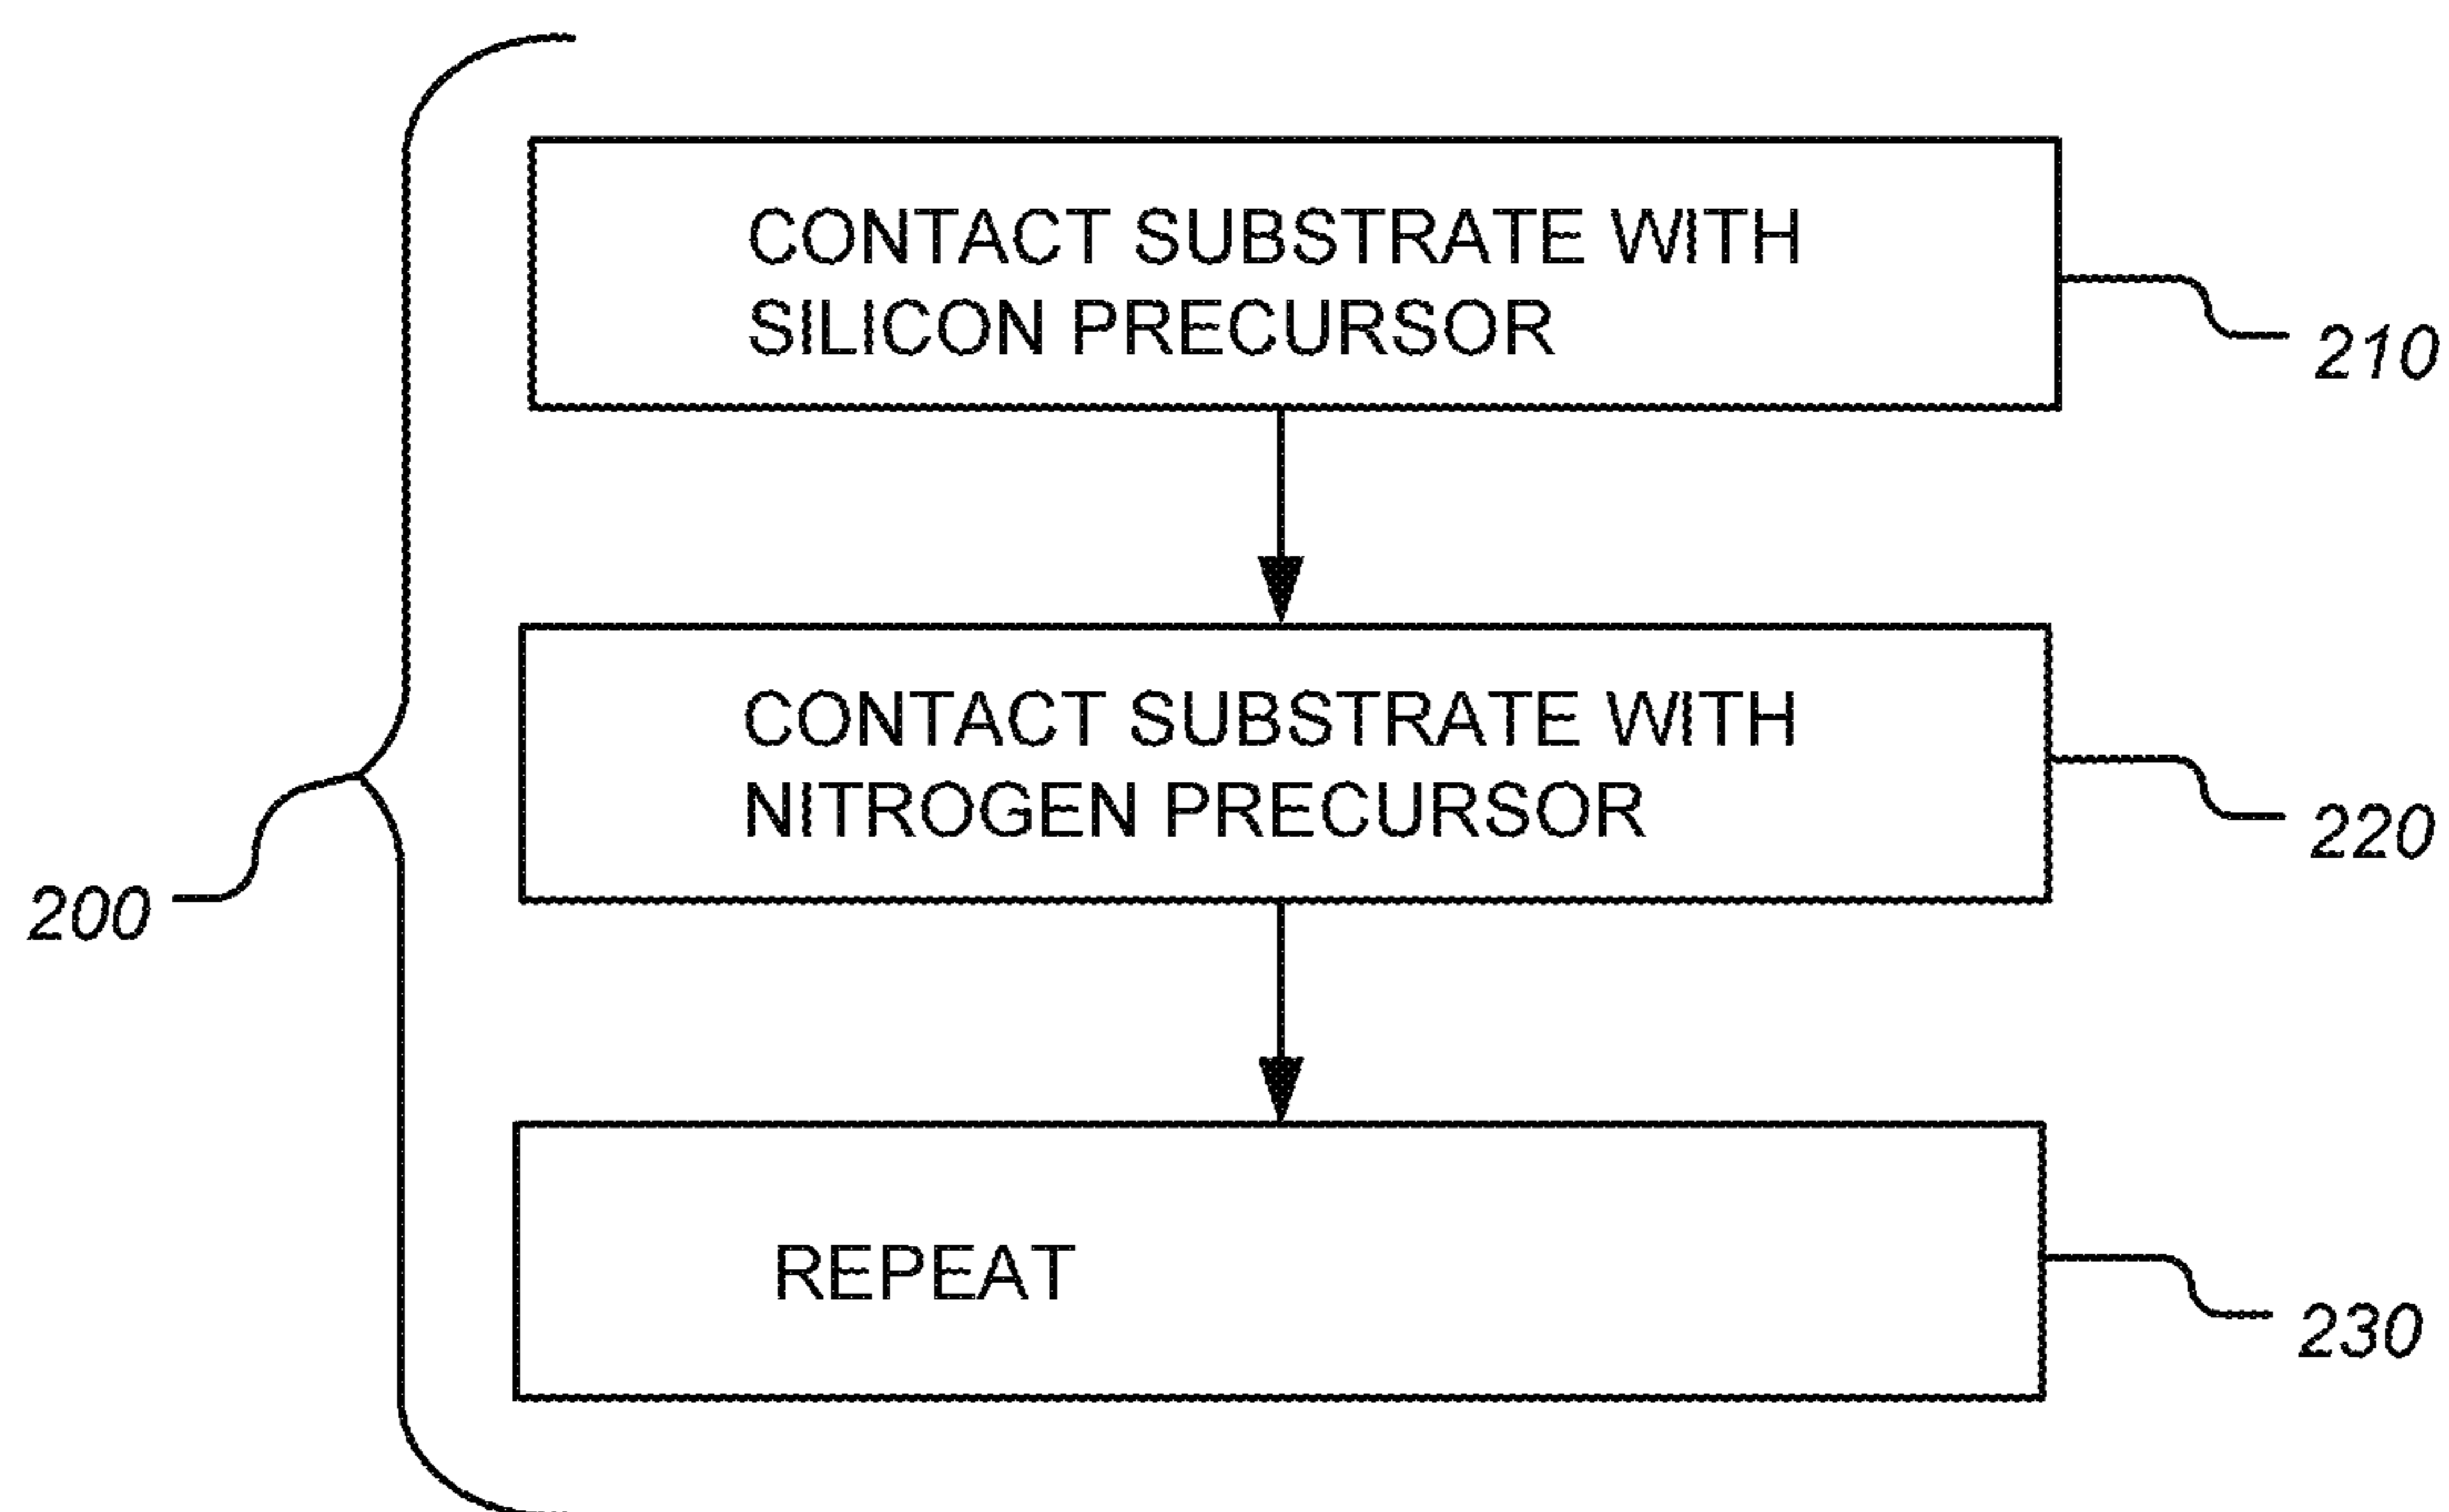 CONTACT SUBSTRATE WITH
SILICON PRECURSOR
210
CONTACT SUBSTRATE WITH
NITROGEN PRECURSOR
220
200
REPEAT
230